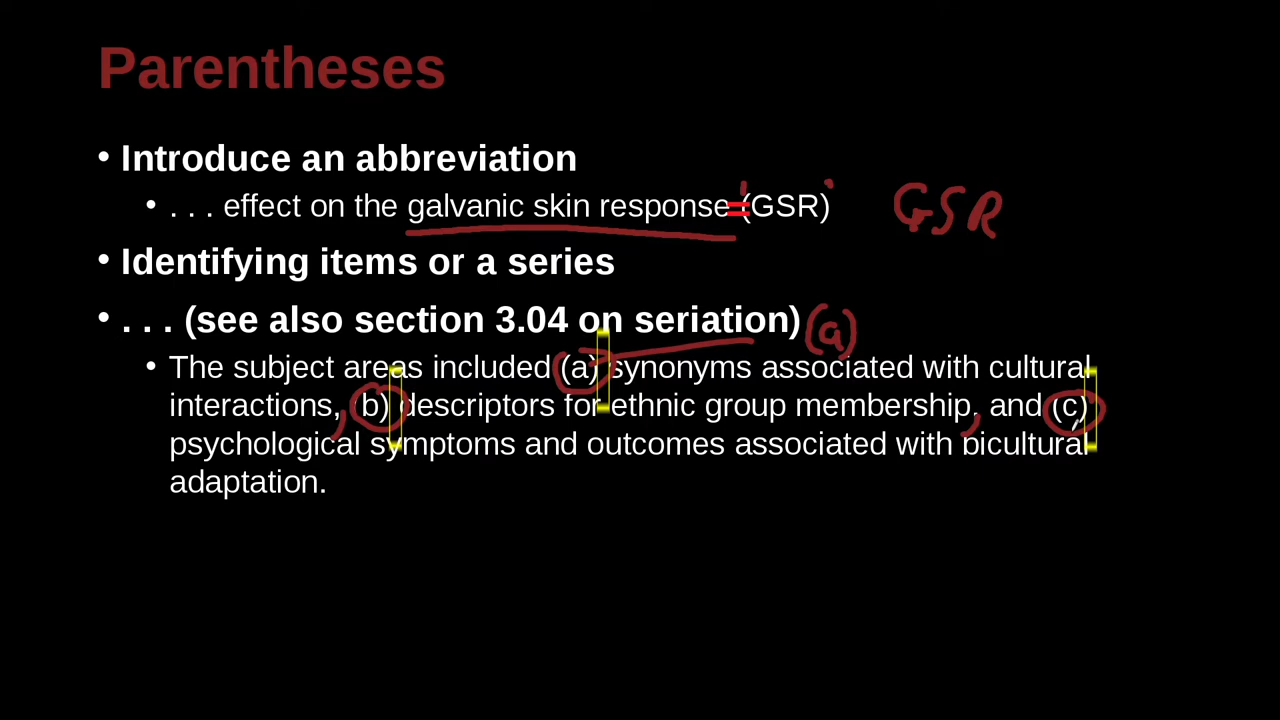 Parentheses
• Introduce an abbreviation
• . . . effect on the galvanic skin response (GSR) GSR
• Identifying items or a series
• . . . (see also section 3.04 on seriation) (a)
• The subject areas included (a) synonyms associated with cultural
interactions, (b) descriptors for ethnic group membership, and (c)
psychological symptoms and outcomes associated with bicultural
adaptation.